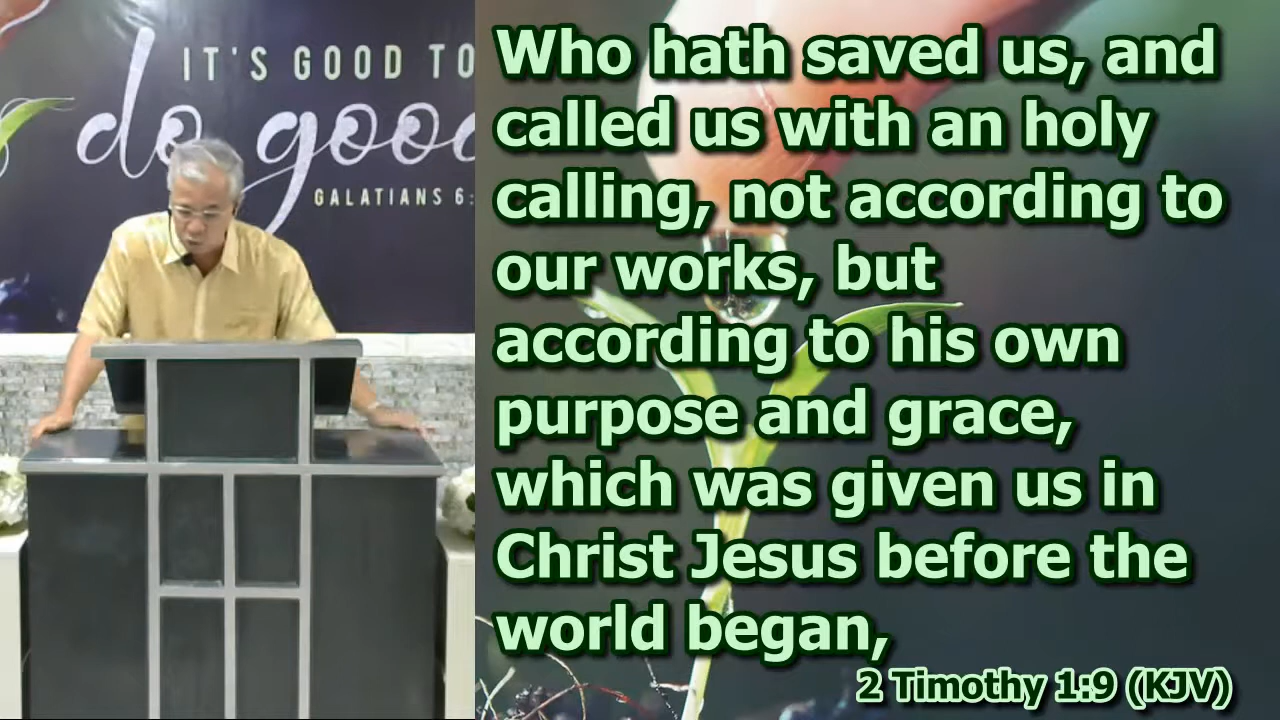 IT'S GOOD TO
do good
GALATIANS 6:
Who hath saved us, and
called us with an holy
calling, not according to
our works, but
according to his own
purpose and grace,
which was given us in
Christ Jesus before the
world began,
2 Timothy 1:9 (KJV)